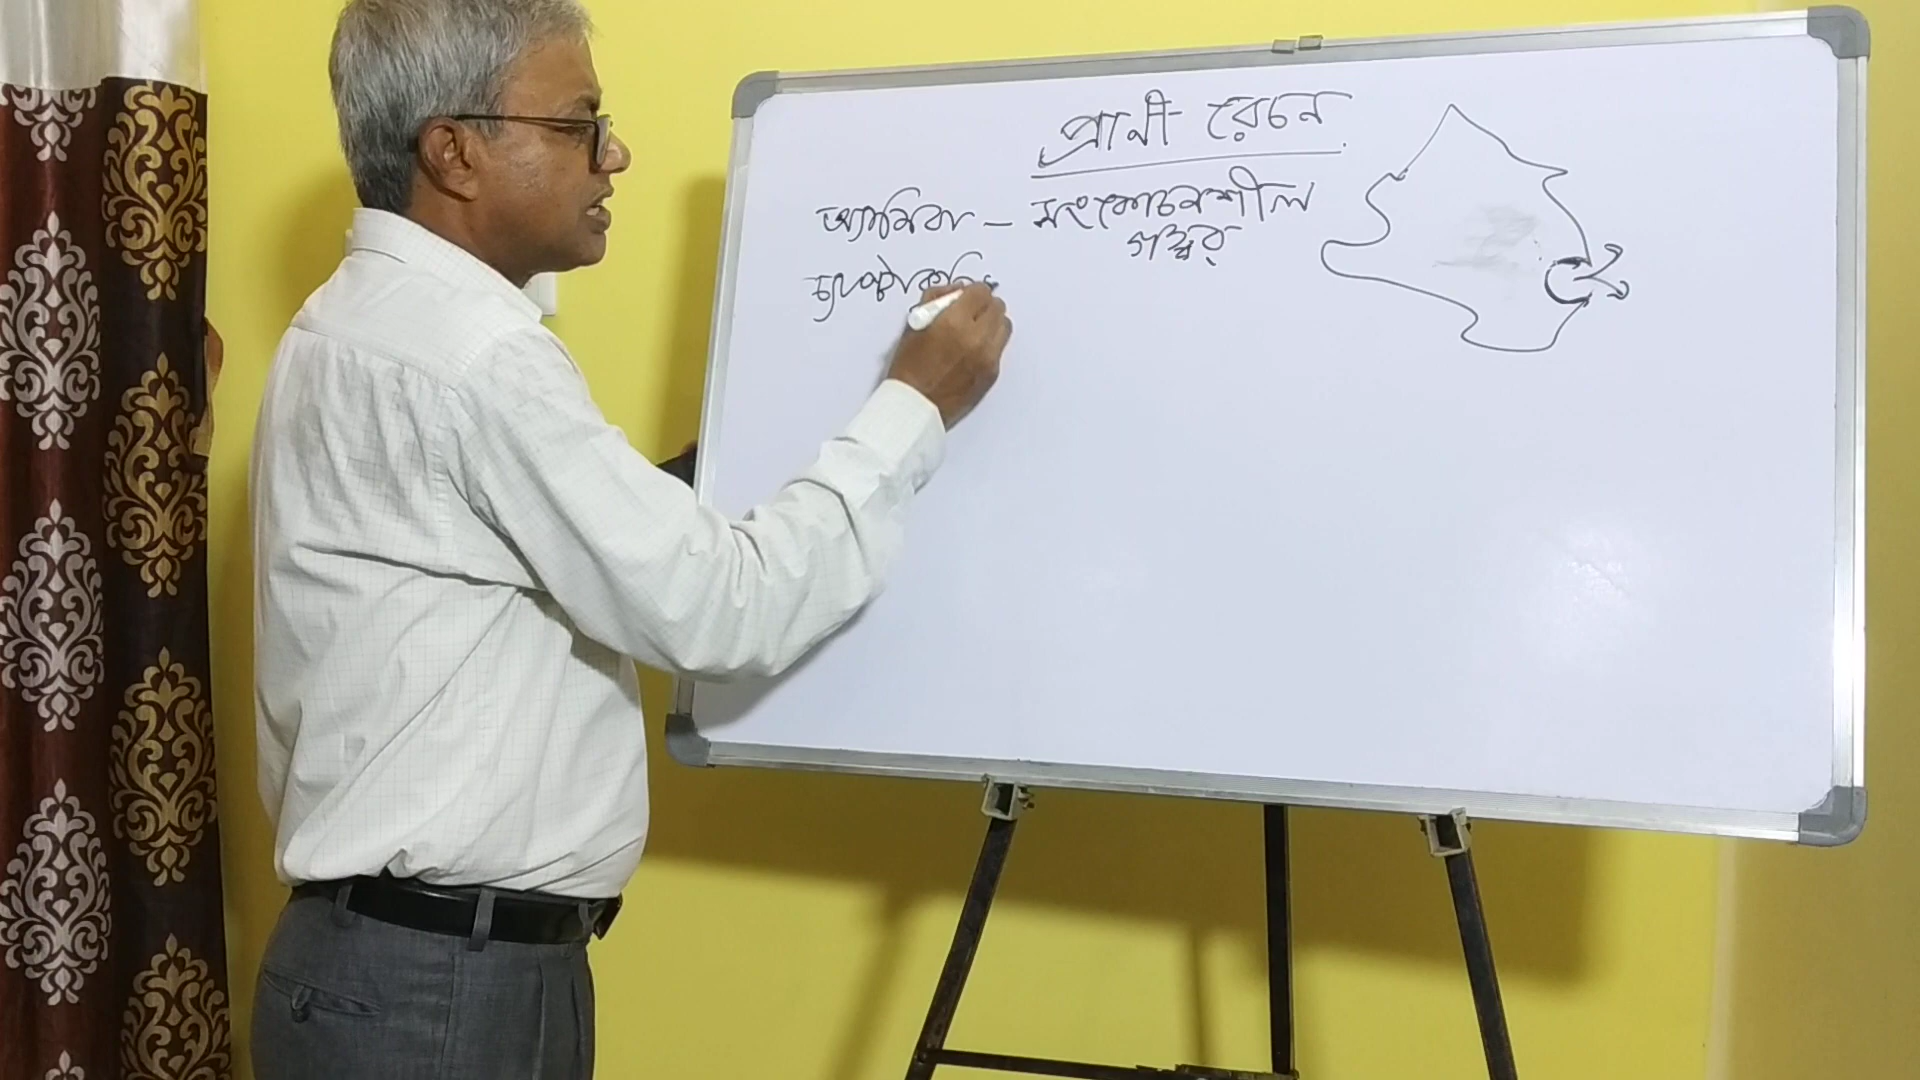 প্রানী রেচন
অ্যামিবা – সংকোচনশীল
গহ্বর
চ্যাপ্টাকৃমি